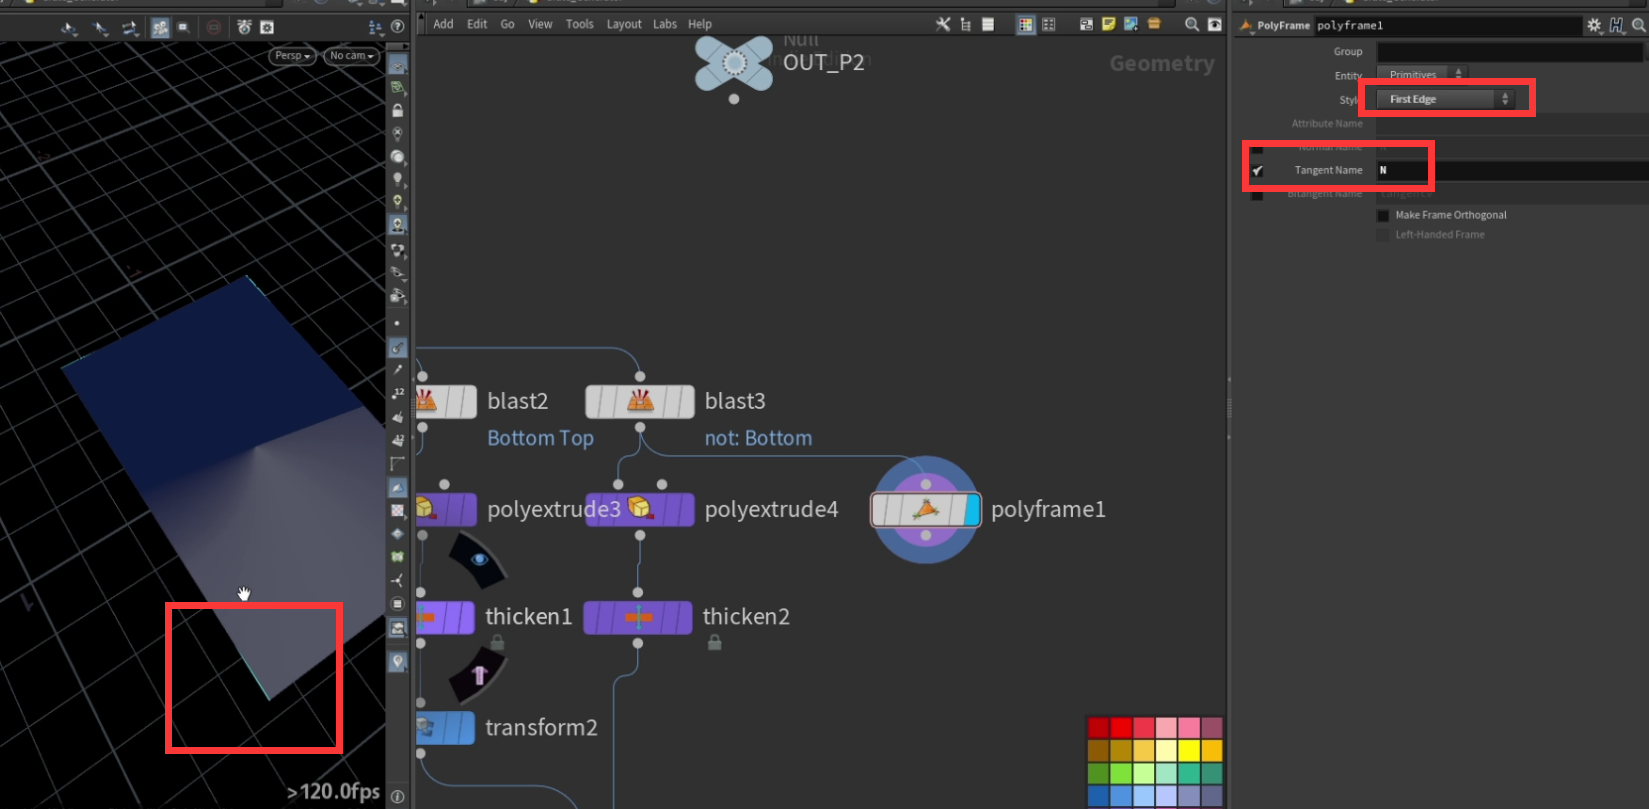 Add Edit Go View Tools Layout Labs Help
PolyFrame polyframe1
Persp No cam
Null
OUT_P2
Geometry
Group
Entity Primitives
First Edge
Attribute Name
Normal Name
Tangent Name N
Bitangent Name
Make Frame Orthogonal
Left-Handed Frame
12
blast2
Bottom Top
blast3
not: Bottom
polyextrude3
polyextrude4
polyframe1
thicken1
thicken2
transform2
>120.0fps